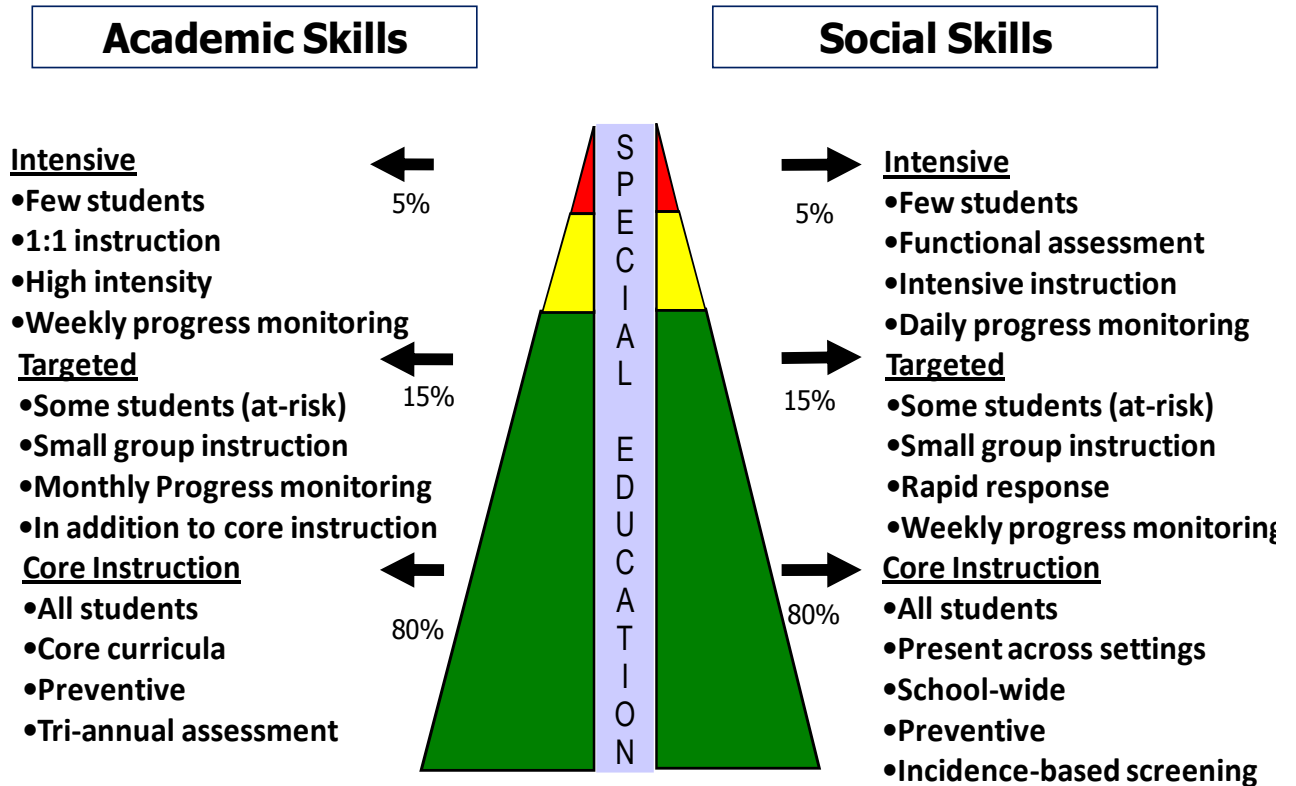 Academic Skills
Social Skills
Intensive
•Few students
•1:1 instruction
•High intensity
•Weekly progress monitoring
5%
Targeted
•Some students (at-risk)
•Small group instruction
•Monthly Progress monitoring
•In addition to core instruction
15%
Core Instruction
•All students
•Core curricula
•Preventive
•Tri-annual assessment
80%
SPECIAL EDUCATION
Intensive
•Few students
•Functional assessment
•Intensive instruction
•Daily progress monitoring
5%
Targeted
•Some students (at-risk)
•Small group instruction
•Rapid response
•Weekly progress monitoring
15%
Core Instruction
•All students
•Present across settings
•School-wide
•Preventive
•Incidence-based screening
80%